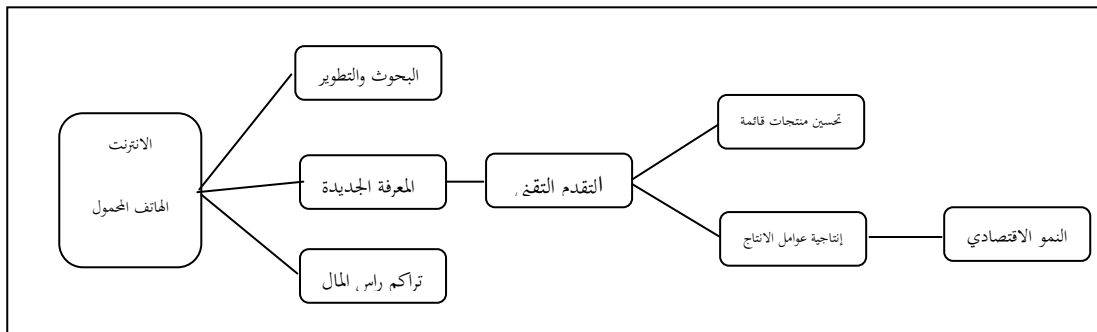 البحوث والتطوير
تحسين منتجات قائمة
الانترنت
الهاتف المحمول
المعرفة الجديدة
التقدم التقني
إنتاجية عوامل الانتاج
النمو الاقتصادي
تراكم راس المال